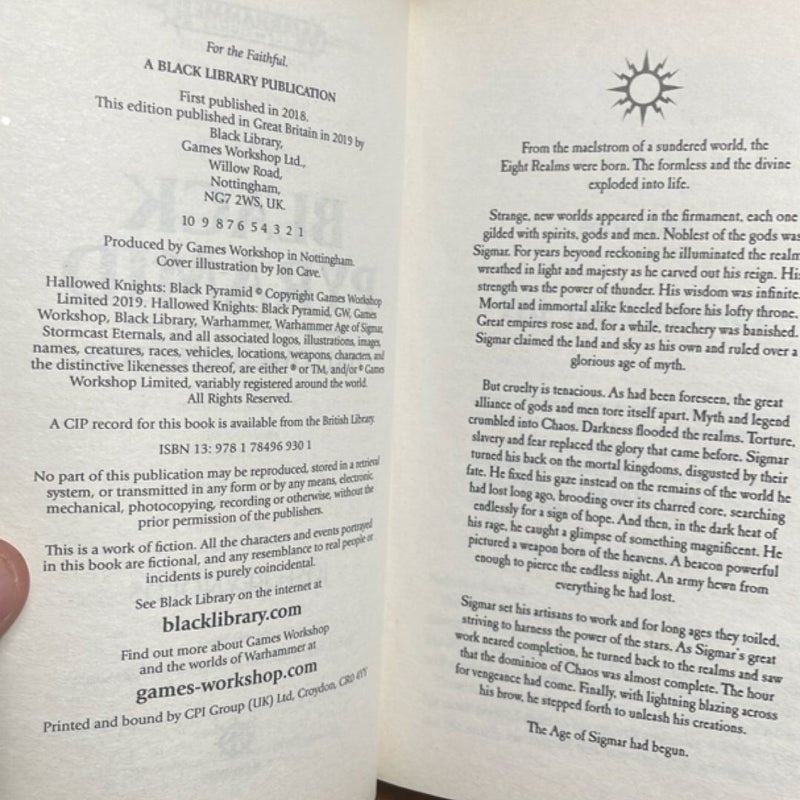 For the Faithful.
A BLACK LIBRARY PUBLICATION
First published in 2018.
This edition published in Great Britain in 2019 by
Black Library,
Games Workshop Ltd.,
Willow Road,
Nottingham,
NG7 2WS, UK.
10 9 8 7 6 5 4 3 2 1
Produced by Games Workshop in Nottingham.
Cover illustration by Jon Cave.
Hallowed Knights: Black Pyramid © Copyright Games Workshop
Limited 2019. Hallowed Knights: Black Pyramid, GW, Games
Workshop, Black Library, Warhammer, Warhammer Age of Sigmar,
Stormcast Eternals, and all associated logos, illustrations, images,
names, creatures, races, vehicles, locations, weapons, characters, and
the distinctive likenesses thereof, are either ® or TM, and/or © Games
Workshop Limited, variably registered around the world.
All Rights Reserved.
A CIP record for this book is available from the British Library.
ISBN 13: 978 1 78496 930 1
No part of this publication may be reproduced, stored in a retrieval
system, or transmitted in any form or by any means, electronic,
mechanical, photocopying, recording or otherwise, without the
prior permission of the publishers.
This is a work of fiction. All the characters and events portrayed
in this book are fictional, and any resemblance to real people or
incidents is purely coincidental.
See Black Library on the internet at
blacklibrary.com
Find out more about Games Workshop
and the worlds of Warhammer at
games-workshop.com
Printed and bound by CPI Group (UK) Ltd, Croydon, CR0 4YY
From the maelstrom of a sundered world, the
Eight Realms were born. The formless and the divine
exploded into life.
Strange, new worlds appeared in the firmament, each one
gilded with spirits, gods and men. Noblest of the gods was
Sigmar. For years beyond reckoning he illuminated the realm
wreathed in light and majesty as he carved out his reign. His
strength was the power of thunder. His wisdom was infinite.
Mortal and immortal alike kneeled before his lofty throne.
Great empires rose and, for a while, treachery was banished.
Sigmar claimed the land and sky as his own and ruled over a
glorious age of myth.
But cruelty is tenacious. As had been foreseen, the great
alliance of gods and men tore itself apart. Myth and legend
crumbled into Chaos. Darkness flooded the realms. Torture,
slavery and fear replaced the glory that came before. Sigmar
turned his back on the mortal kingdoms, disgusted by their
fate. He fixed his gaze instead on the remains of the world he
had lost long ago, brooding over its charred core, searching
endlessly for a sign of hope. And then, in the dark heat of
his rage, he caught a glimpse of something magnificent. He
pictured a weapon born of the heavens. A beacon powerful
enough to pierce the endless night. An army hewn from
everything he had lost.
Sigmar set his artisans to work and for long ages they toiled,
striving to harness the power of the stars. As Sigmar's great
work neared completion, he turned back to the realms and saw
that the dominion of Chaos was almost complete. The hour
for vengeance had come. Finally, with lightning blazing across
his brow, he stepped forth to unleash his creations.
The Age of Sigmar had begun.